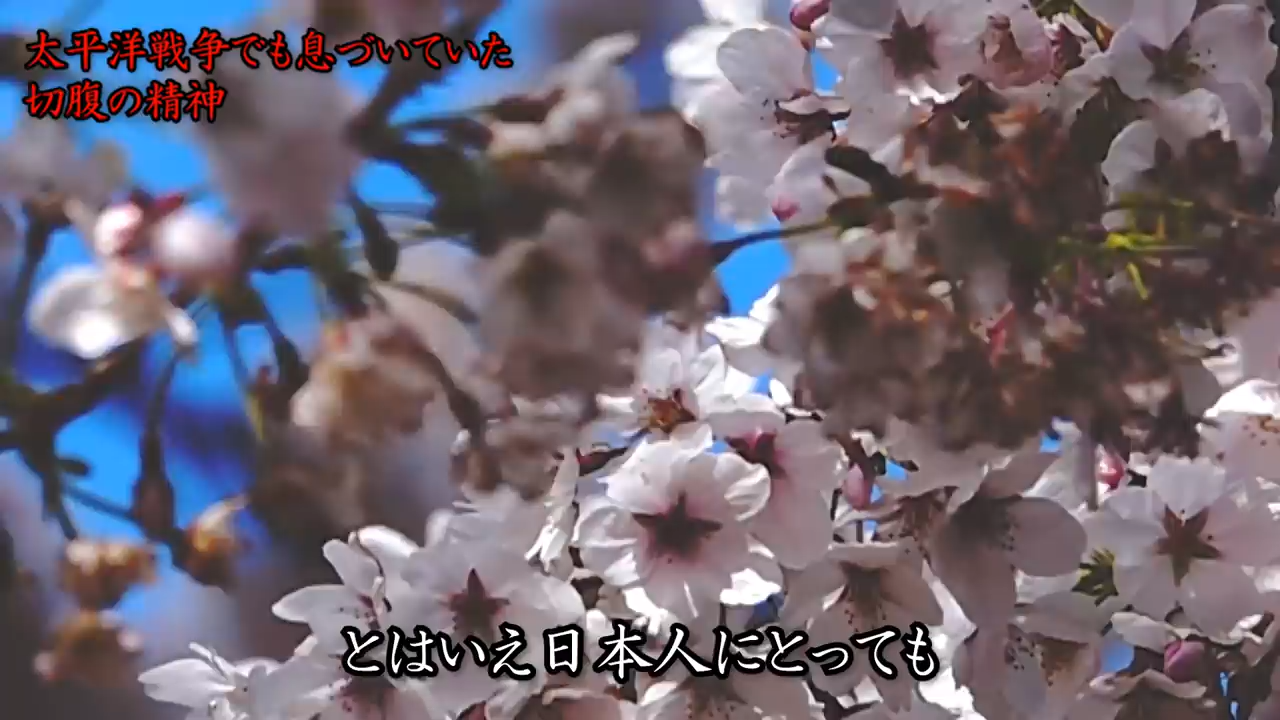 太平洋戦争でも息づいていた
切腹の精神
とはいえ日本人にとっても